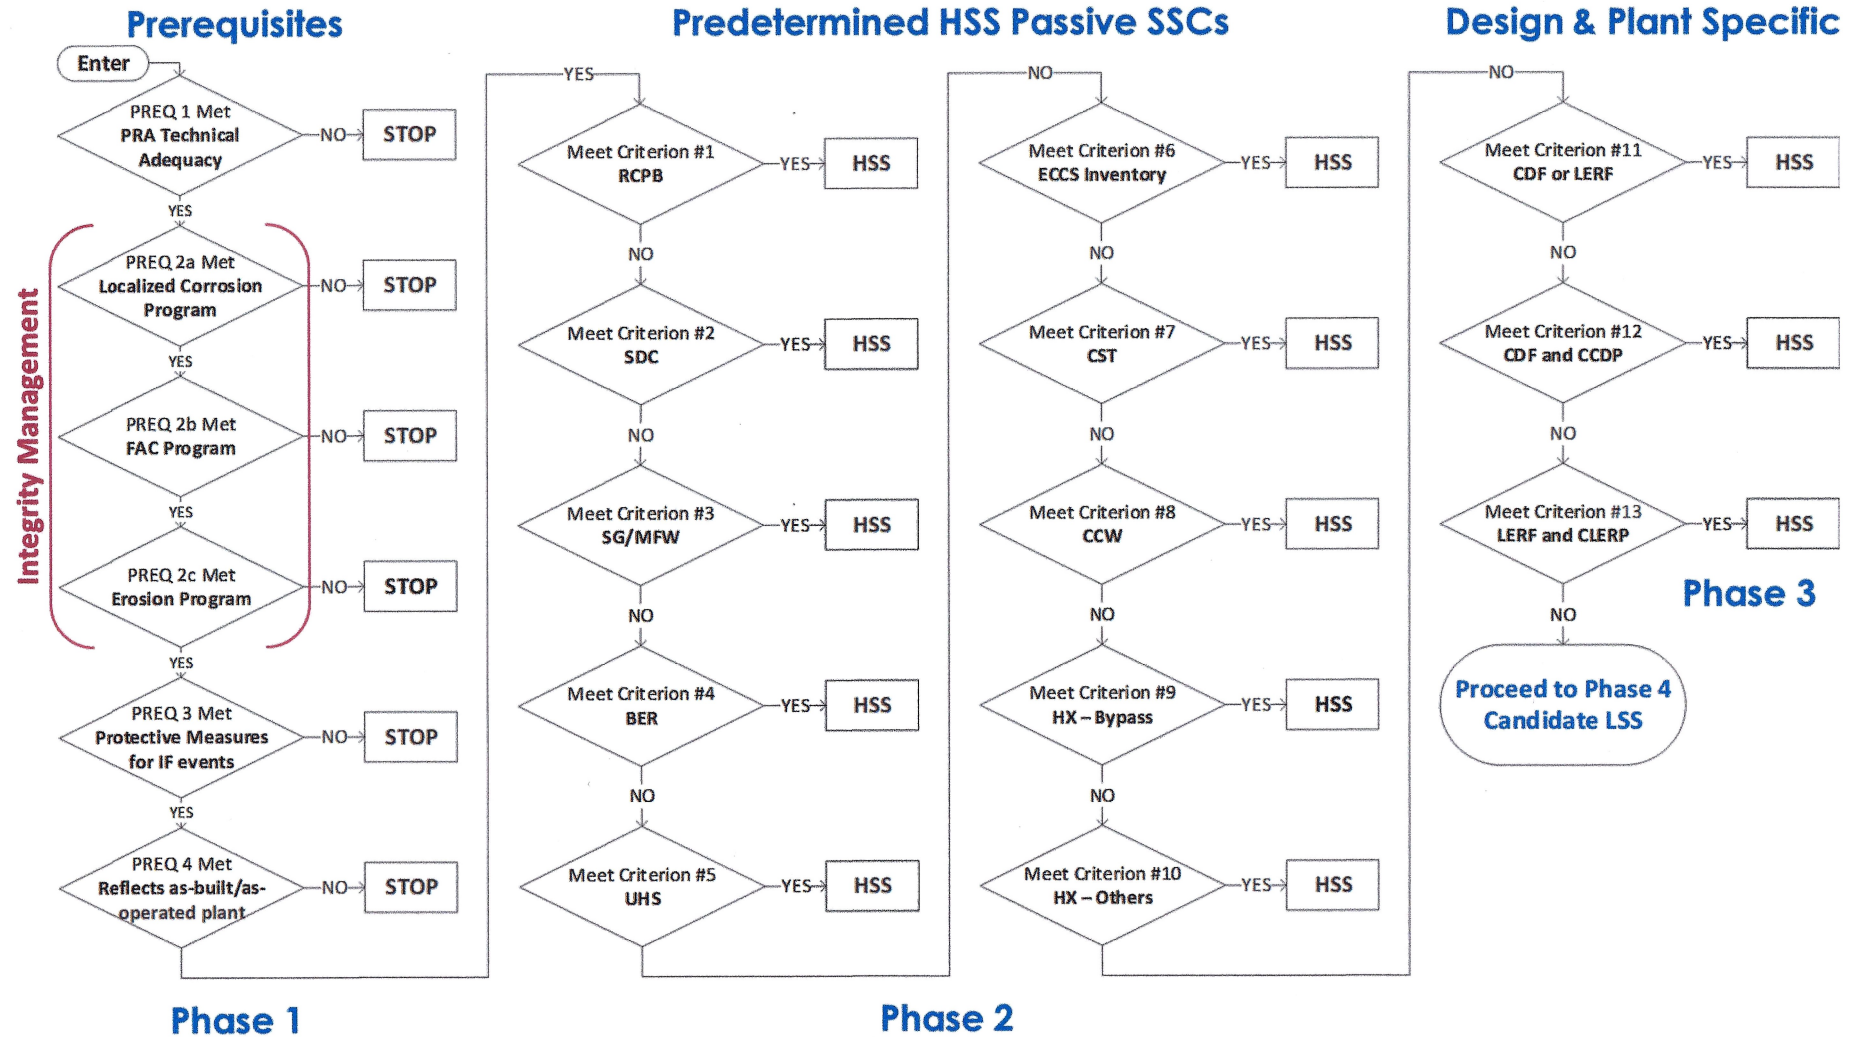 Prerequisites
Predetermined HSS Passive SSCs
Design & Plant Specific
Enter
PREQ 1 Met
PRA Technical
Adequacy
NO
STOP
YES
Integrity Management
PREQ 2a Met
Localized Corrosion
Program
NO
STOP
YES
PREQ 2b Met
FAC Program
NO
STOP
YES
PREQ 2c Met
Erosion Program
NO
STOP
YES
PREQ 3 Met
Protective Measures
for IF events
NO
STOP
YES
PREQ 4 Met
Reflects as-built/as-
operated plant
NO
STOP
Phase 1
YES
Meet Criterion #1
RCPB
YES
HSS
NO
Meet Criterion #2
SDC
YES
HSS
NO
Meet Criterion #3
SG/MFW
YES
HSS
NO
Meet Criterion #4
BER
YES
HSS
NO
Meet Criterion #5
UHS
YES
HSS
NO
Meet Criterion #6
ECCS Inventory
YES
HSS
NO
Meet Criterion #7
CST
YES
HSS
NO
Meet Criterion #8
CCW
YES
HSS
NO
Meet Criterion #9
HX – Bypass
YES
HSS
NO
Meet Criterion #10
HX – Others
YES
HSS
Phase 2
NO
Meet Criterion #11
CDF or LERF
YES
HSS
NO
Meet Criterion #12
CDF and CCDP
YES
HSS
NO
Meet Criterion #13
LERF and CLERP
YES
HSS
Phase 3
NO
Proceed to Phase 4
Candidate LSS